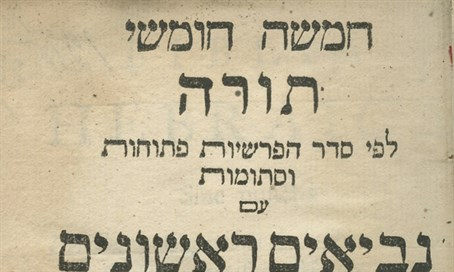 חמשה חומשי
תורה
לפי סדר הפרשיות פתוחות
וסתומות
עם
נביאים ראשונים